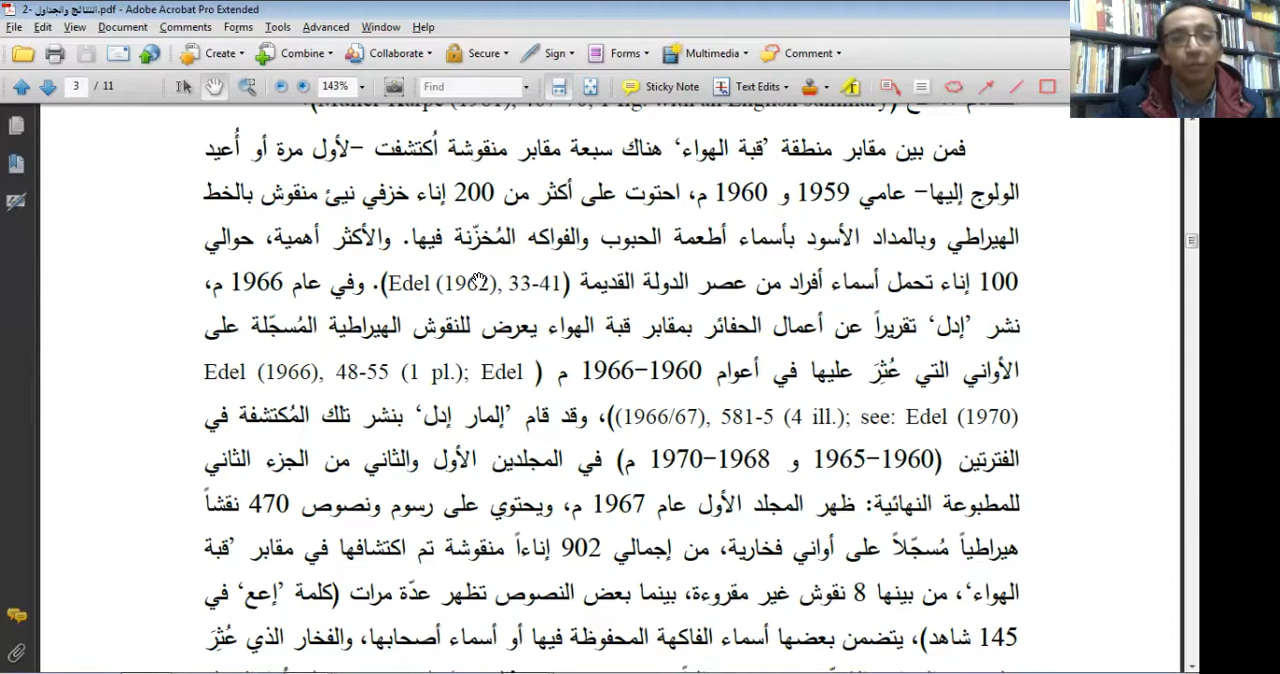 2- النتائج والجداول.pdf - Adobe Acrobat Pro Extended
File Edit View Document Comments Forms Tools Advanced Window Help
Create Combine Collaborate Secure Sign Forms Multimedia Comment
3 / 11 143% Find Sticky Note Text Edits
فمن بين مقابر منطقة ’قبة الهواء‘ هناك سبعة مقابر منقوشة اُكتشفت -لأول مرة أو أُعيد
الولوج إليها- عامي 1959 و 1960 م، احتوت على أكثر من 200 إناء خزفي نيئ منقوش بالخط
الهيراطي وبالمداد الأسود بأسماء أطعمة الحبوب والفواكه المُخزّنة فيها. والأكثر أهمية، حوالي
100 إناء تحمل أسماء أفراد من عصر الدولة القديمة (Edel (1962), 33-41). وفي عام 1966 م،
نشر ’إدل‘ تقريراً عن أعمال الحفائر بمقابر قبة الهواء يعرض للنقوش الهيراطية المُسجّلة على
الأواني التي عُثِرَ عليها في أعوام 1960-1966 م (Edel (1966), 48-55 (1 pl.); Edel
(1966/67), 581-5 (4 ill.); see: Edel (1970))، وقد قام ’إلمار إدل‘ بنشر تلك المُكتشفة في
الفترتين (1960-1965 و 1968-1970 م) في المجلدين الأول والثاني من الجزء الثاني
للمطبوعة النهائية: ظهر المجلد الأول عام 1967 م، ويحتوي على رسوم ونصوص 470 نقشاً
هيراطياً مُسجّلاً على أواني فخارية، من إجمالي 902 إناءاً منقوشة تم اكتشافها في مقابر ’قبة
الهواء‘، من بينها 8 نقوش غير مقروءة، بينما بعض النصوص تظهر عدّة مرات (كلمة ’إعع‘ في
145 شاهد)، يتضمن بعضها أسماء الفاكهة المحفوظة فيها أو أسماء أصحابها، والفخار الذي عُثِرَ